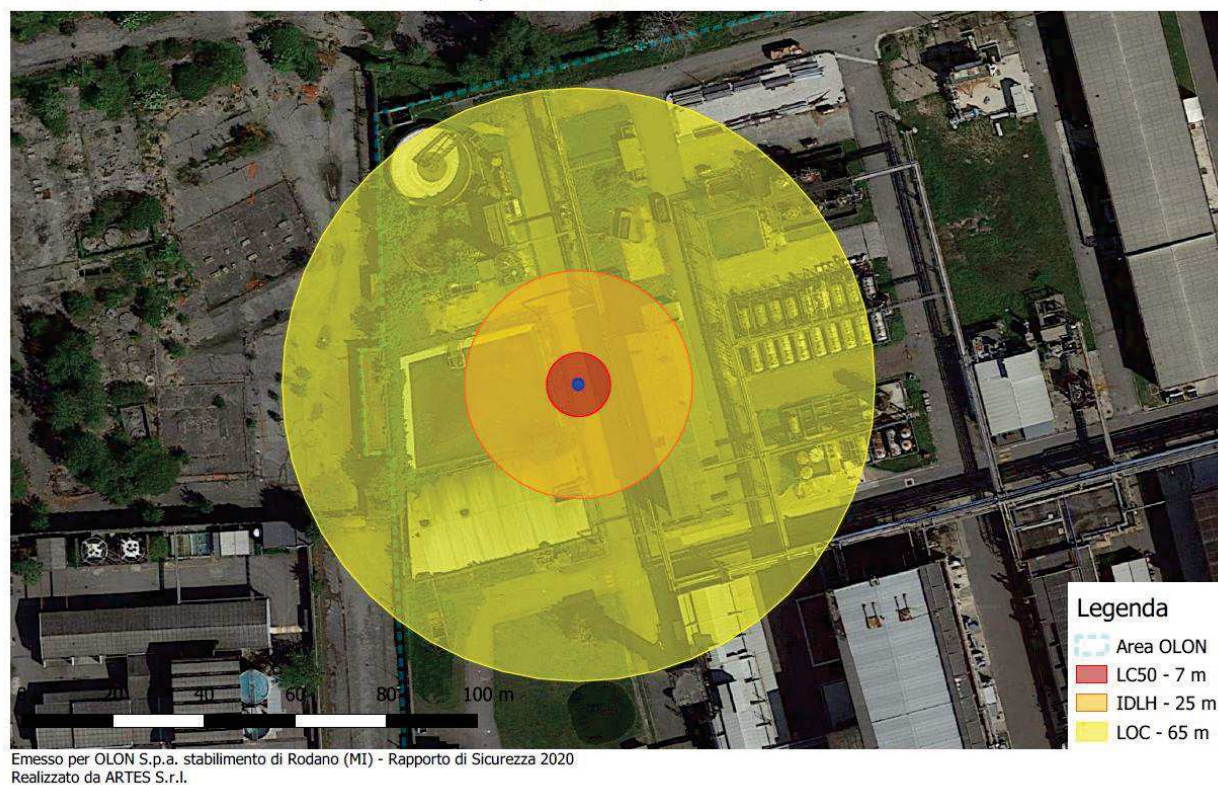 0 20 40 60 80 100 m
Legenda
Area OLON
LC50 - 7 m
IDLH - 25 m
LOC - 65 m
Emesso per OLON S.p.a. stabilimento di Rodano (MI) - Rapporto di Sicurezza 2020
Realizzato da ARTES S.r.l.